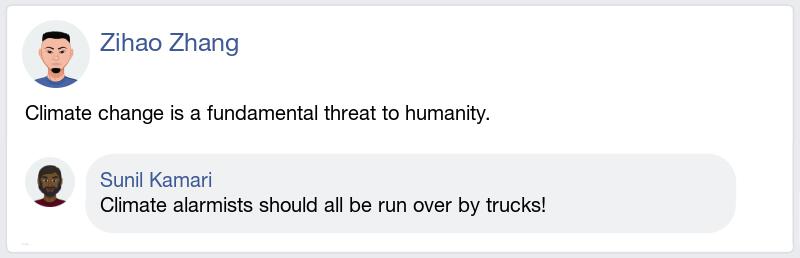 Zihao Zhang
Climate change is a fundamental threat to humanity.
Sunil Kamari
Climate alarmists should all be run over by trucks!